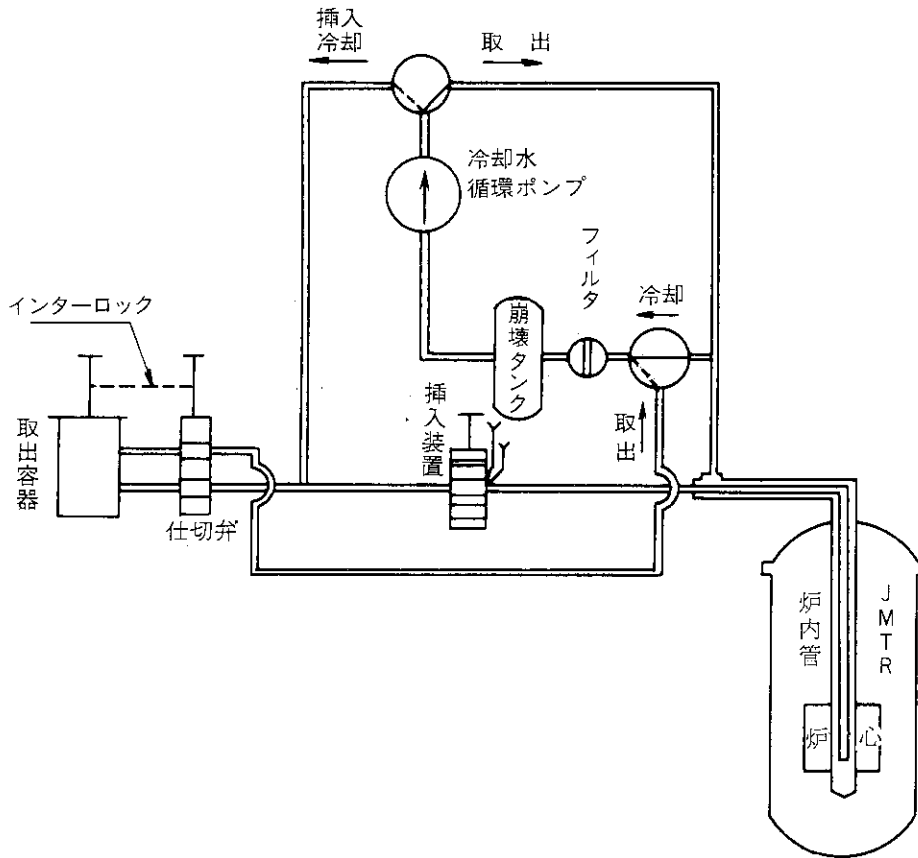 挿入
冷却
取出
冷却水
循環ポンプ
フィルタ
冷却
崩壊タンク
インターロック
挿入装置
取出
取出容器
仕切弁
JMTR
炉内管
炉心